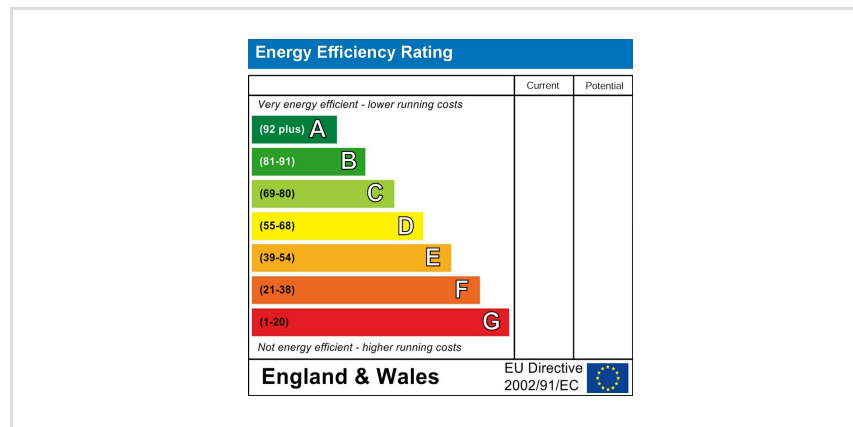 Energy Efficiency Rating
Current Potential
Very energy efficient - lower running costs
(92 plus) A
(81-91) B
(69-80) C
(55-68) D
(39-54) E
(21-38) F
(1-20) G
Not energy efficient - higher running costs
England & Wales
EU Directive
2002/91/EC